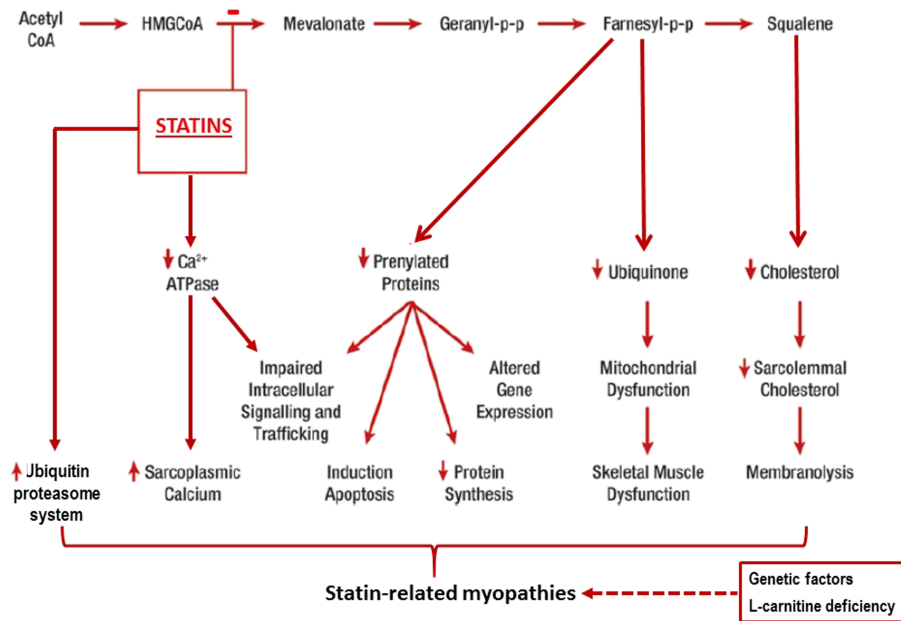 Acetyl
CoA
HMGCoA
Mevalonate
Geranyl-p-p
Farnesyl-p-p
Squalene
STATINS
Ca²⁺
ATPase
Prenylated
Proteins
Ubiquinone
Cholesterol
Impaired
Intracellular
Signalling and
Trafficking
Altered
Gene
Expression
Mitochondrial
Dysfunction
Sarcolemmal
Cholesterol
Ubiquitin
proteasome
system
Sarcoplasmic
Calcium
Induction
Apoptosis
Protein
Synthesis
Skeletal Muscle
Dysfunction
Membranolysis
Statin-related myopathies
Genetic factors
L-carnitine deficiency